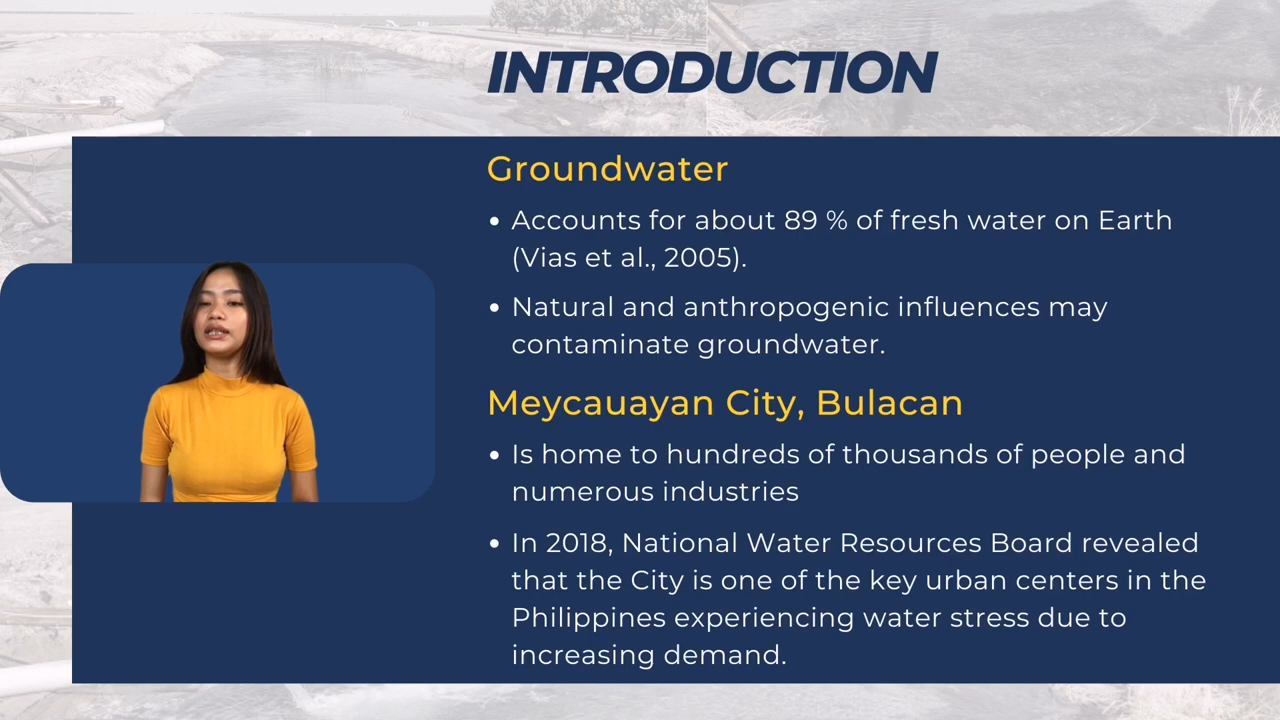 INTRODUCTION
Groundwater
• Accounts for about 89 % of fresh water on Earth
(Vias et al., 2005).
• Natural and anthropogenic influences may
contaminate groundwater.
Meycauayan City, Bulacan
• Is home to hundreds of thousands of people and
numerous industries
• In 2018, National Water Resources Board revealed
that the City is one of the key urban centers in the
Philippines experiencing water stress due to
increasing demand.